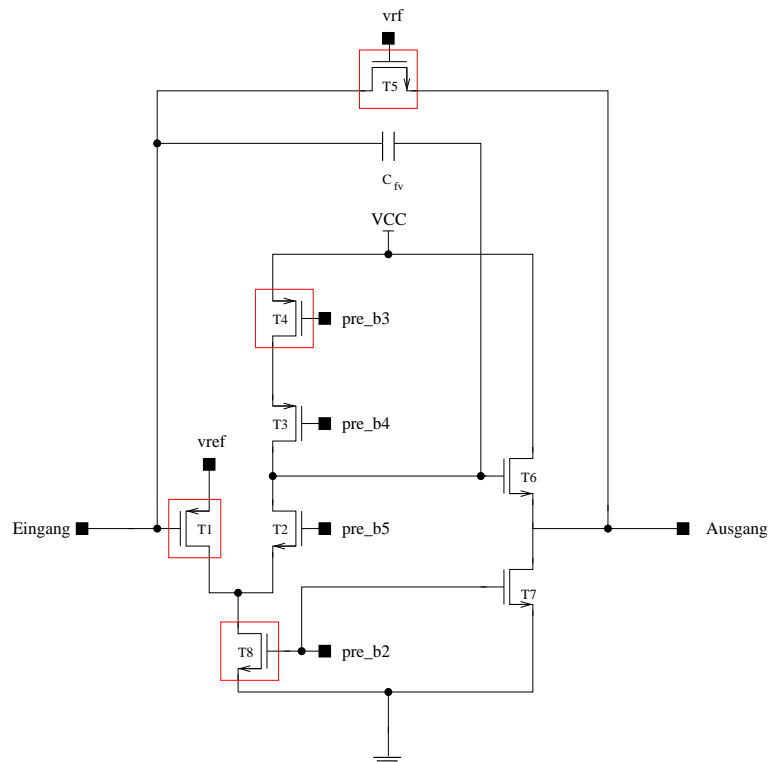 vrf
T5
C fv
VCC
T4
pre_b3
T3
pre_b4
vref
T6
Eingang
T1
T2
pre_b5
Ausgang
T7
T8
pre_b2